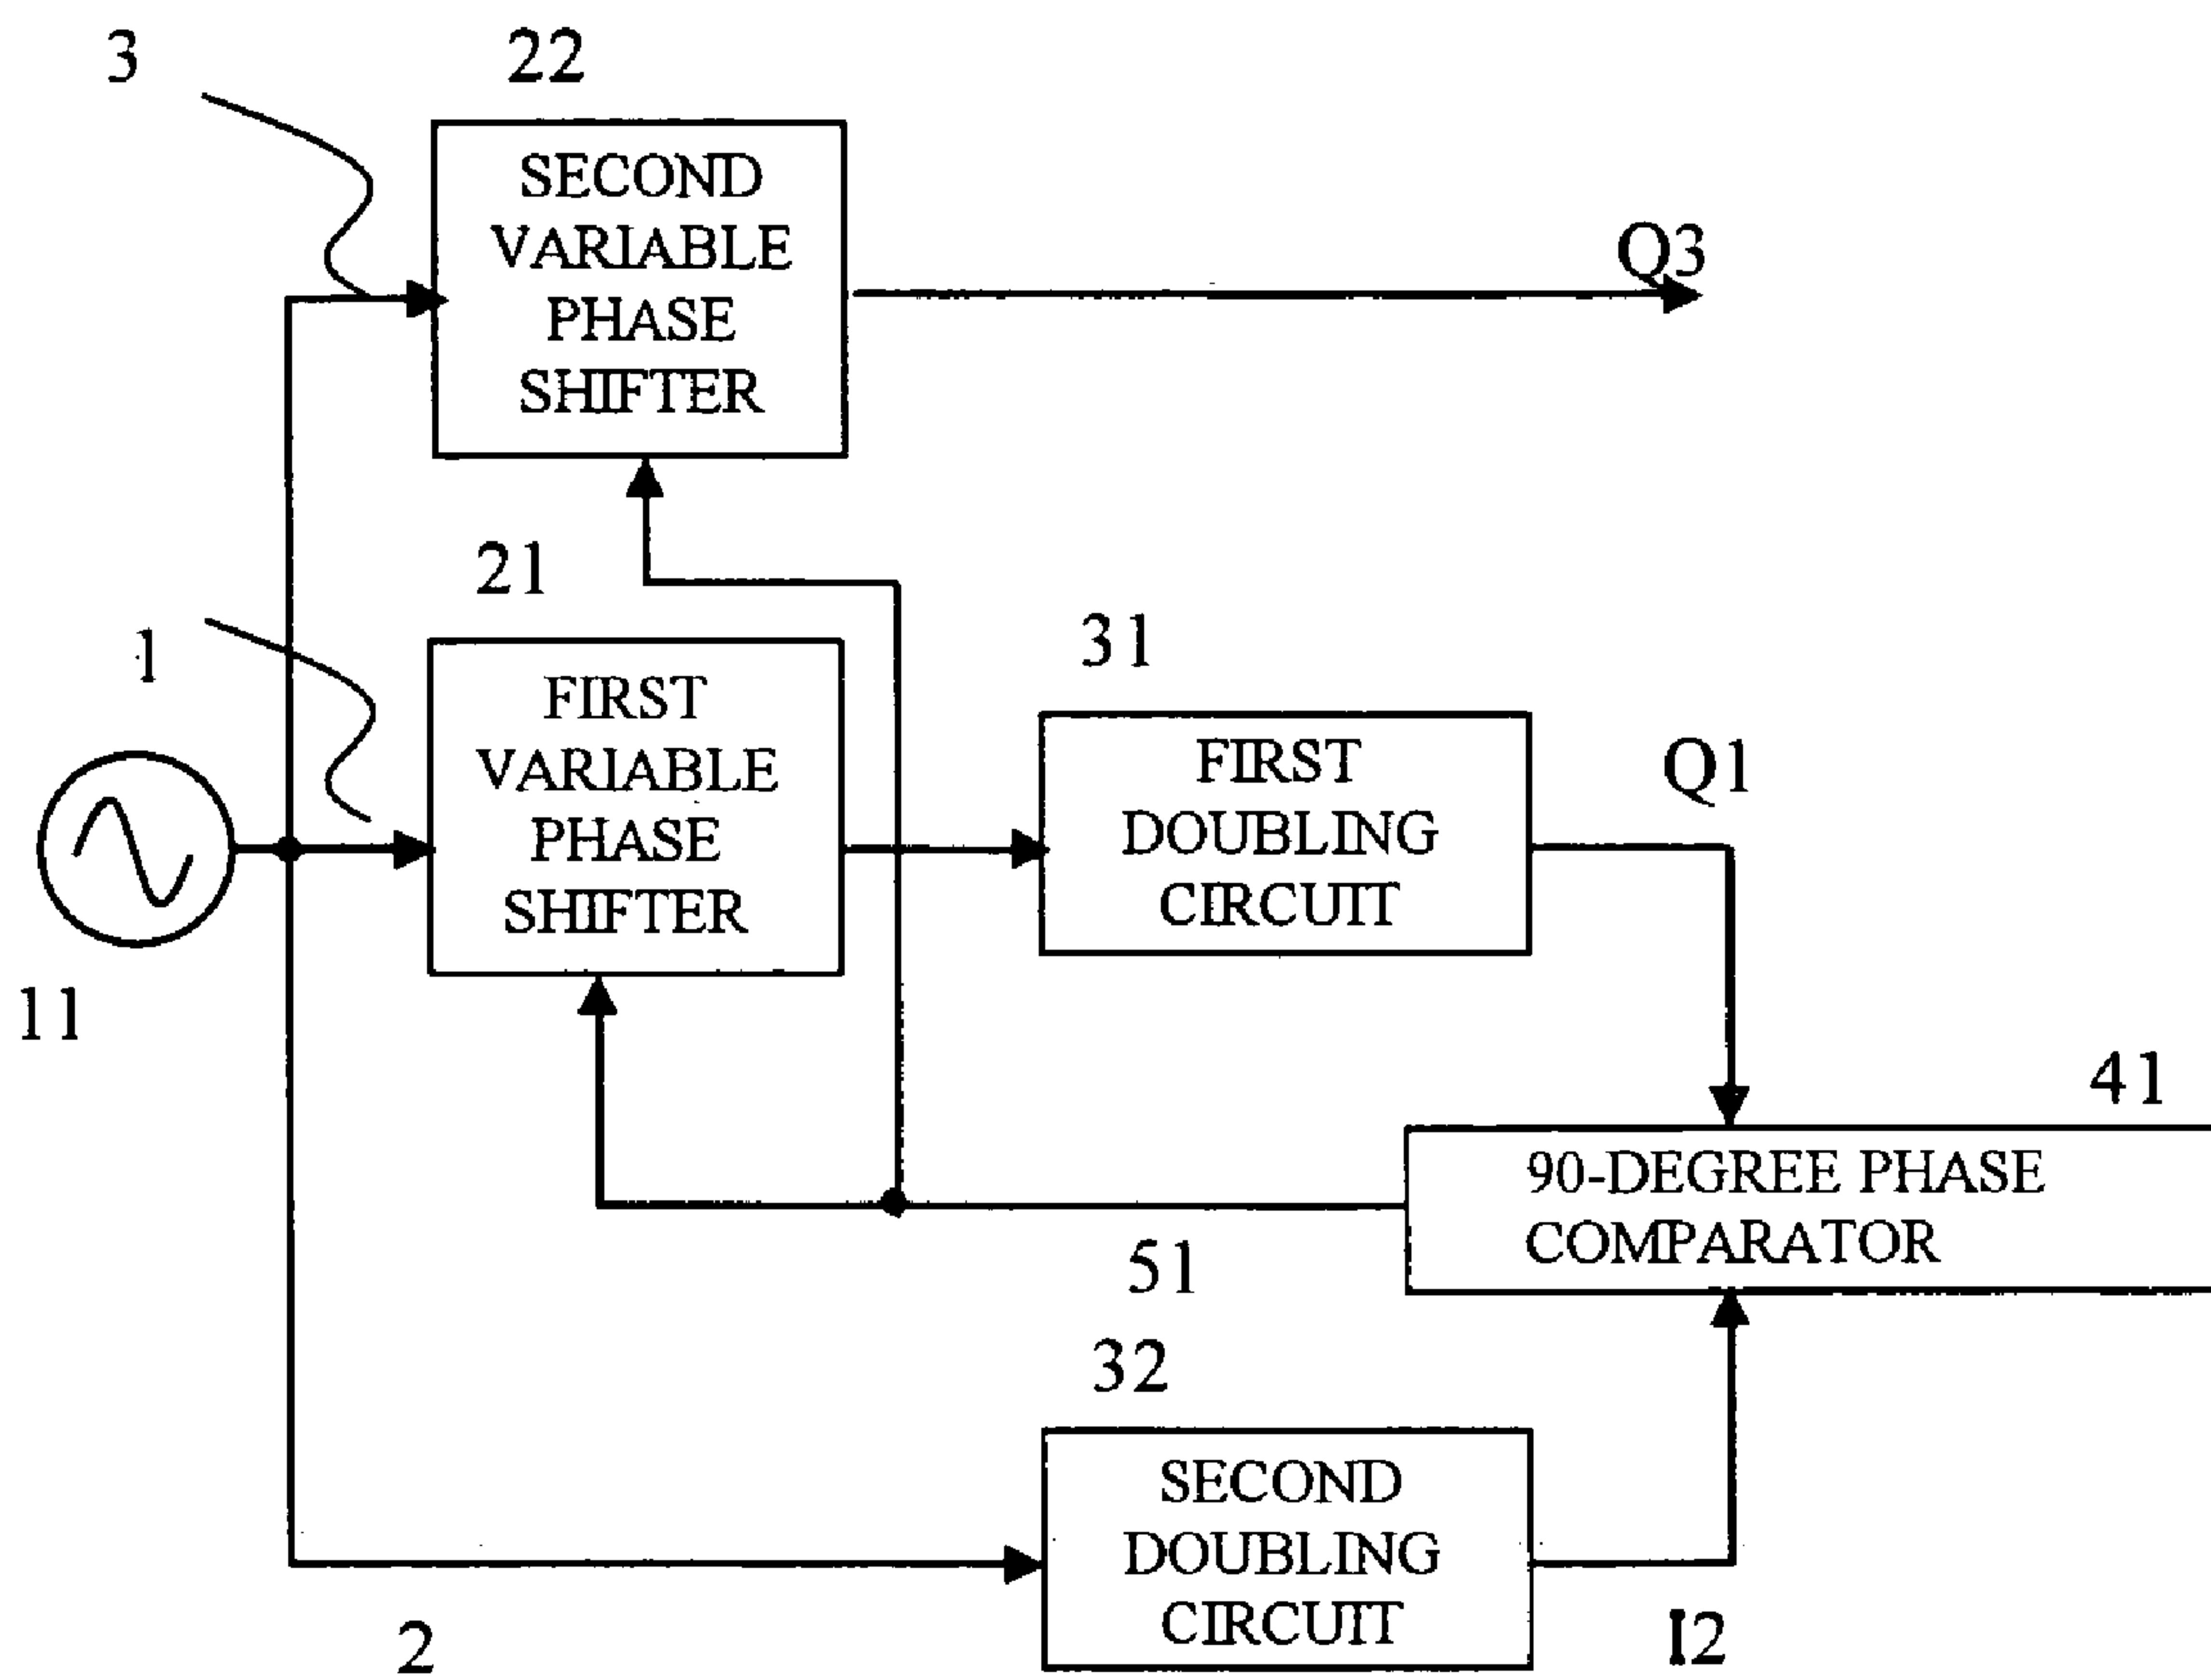 3
22
SECOND
VARIABLE
PHASE
SHIFTER
Q3
21
1
FIRST
VARIABLE
PHASE
SHIFTER
31
FIRST
DOUBLING
CIRCUIT
Q1
11
41
90-DEGREE PHASE
COMPARATOR
51
32
SECOND
DOUBLING
CIRCUIT
2
I2